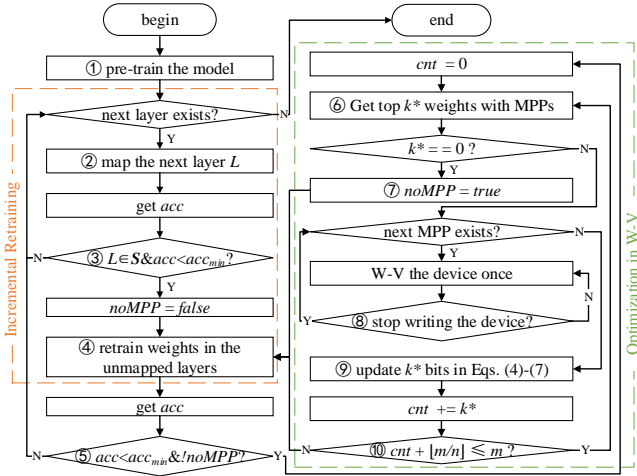 begin
① pre-train the model
next layer exists?
N
Y
② map the next layer L
get acc
③ L∈S&acc<acc_min?
N
Y
noMPP = false
④ retrain weights in the
unmapped layers
get acc
⑤ acc<acc_min&!noMPP?
N
Y
Incremental Retraining
end
cnt = 0
⑥ Get top k* weights with MPPs
k* == 0 ?
N
Y
⑦ noMPP = true
next MPP exists?
N
Y
W-V the device once
N
⑧ stop writing the device?
Y
⑨ update k* bits in Eqs. (4)-(7)
cnt += k*
⑩ cnt + ⌊m/n⌋ ⩽ m ?
N
Y
Optimization in W-V